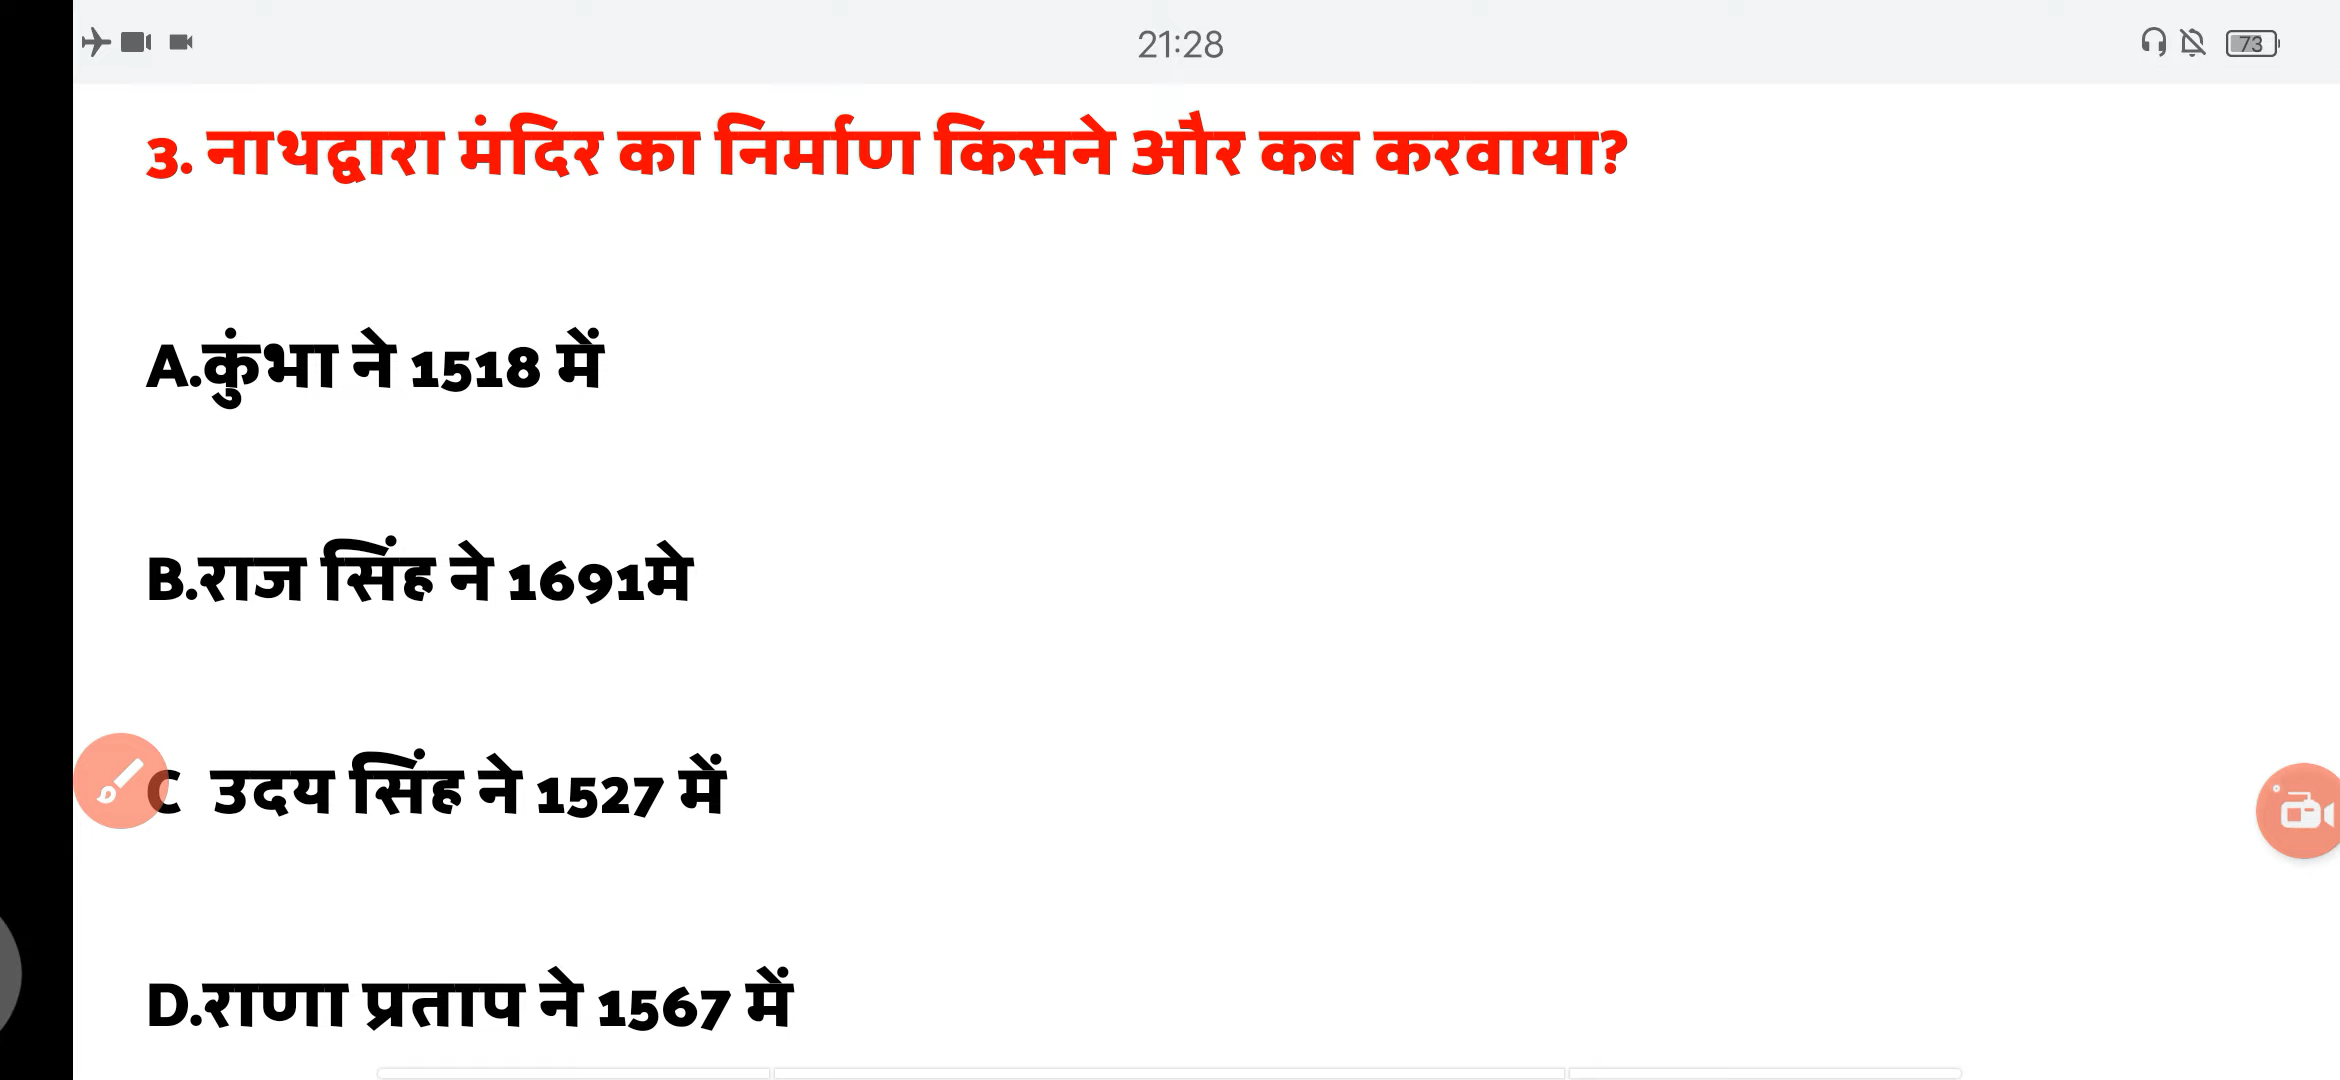 21:28
73
3. नाथद्वारा मंदिर का निर्माण किसने और कब करवाया?
A.कुंभा ने 1518 में
B.राज सिंह ने 1691मे
C उदय सिंह ने 1527 में
D.राणा प्रताप ने 1567 में